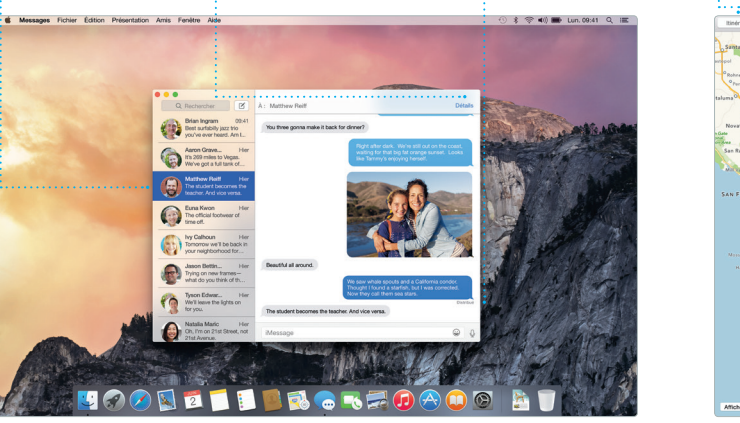 Messages Fichier Édition Présentation Amis Fenêtre Aide
Lun. 09:41
Rechercher
À : Matthew Reiff
Détails
Brian Ingram 09:41
Best surfabilly jazz trio
you've ever heard. Am I...
Aaron Grave... Hier
It's 269 miles to Vegas.
We've got a full tank of...
Matthew Reiff Hier
The student becomes the
teacher. And vice versa.
Euna Kwon Hier
The official footwear of
time off.
Ivy Calhoun Hier
Tomorrow we'll be back in
your neighborhood for...
Jason Bettin... Hier
Trying on new frames—
what do you think of th...
Tyson Edwar... Hier
We'll leave the lights on
for you.
Natalia Maric Hier
Oh, I'm on 21st Street, not
21st Avenue.
You three gonna make it back for dinner?
Right after dark. We're still out on the coast,
waiting for that big fat orange sunset. Looks
like Tammy's enjoying herself.
Beautiful all around.
We saw whale spouts and a California condor.
Thought I found a starfish, but I was corrected.
Now they call them sea stars.
The student becomes the teacher. And vice versa.
iMessage
2
Itinér
Santa
Nova
San R
SAN F
Affich